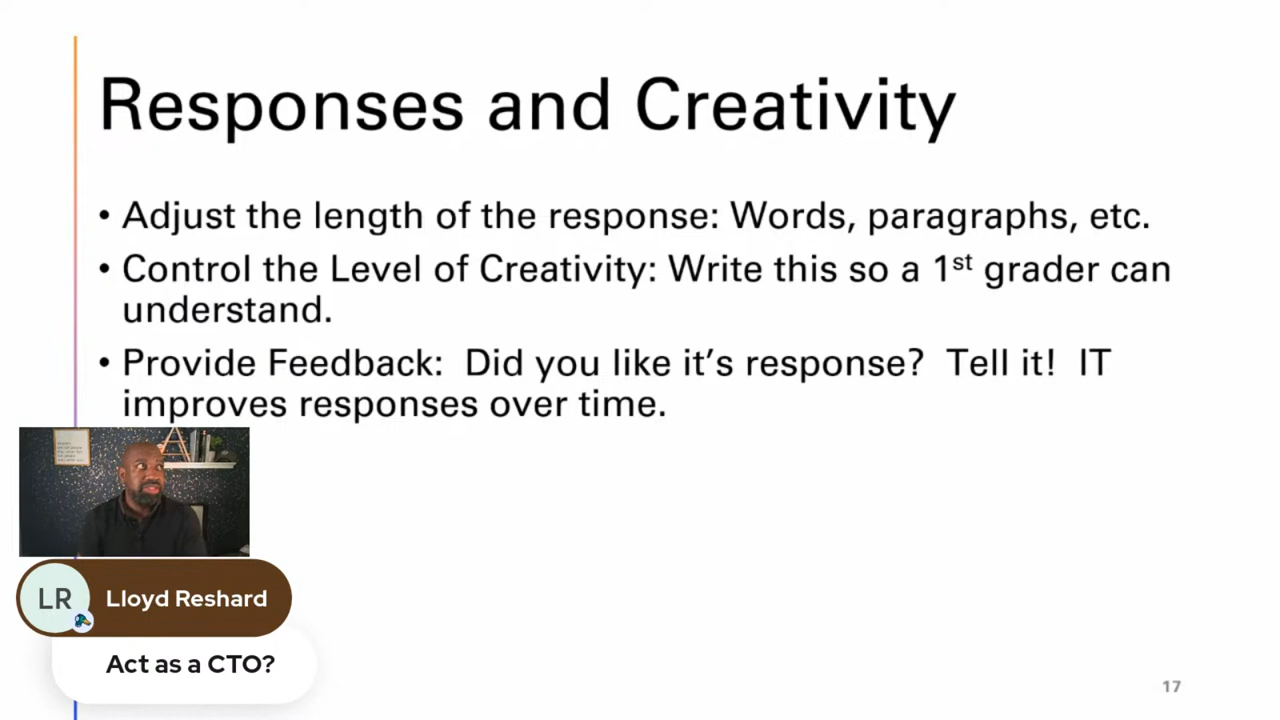 Responses and Creativity
• Adjust the length of the response: Words, paragraphs, etc.
• Control the Level of Creativity: Write this so a 1st grader can
understand.
• Provide Feedback:  Did you like it’s response?  Tell it!  IT
improves responses over time.
LR
Lloyd Reshard
Act as a CTO?
17